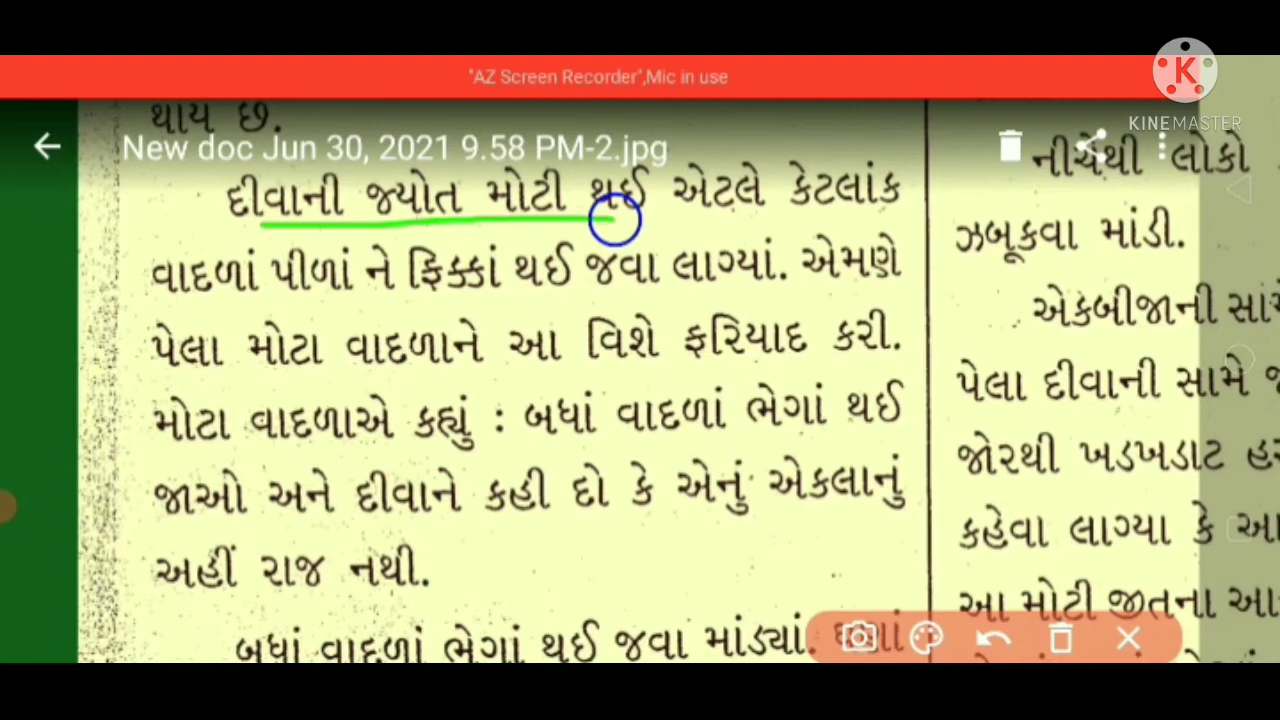 "AZ Screen Recorder",Mic in use
K
KINEMASTER
New doc Jun 30, 2021 9.58 PM-2.jpg
થાય છે.
દીવાની જ્યોત મોટી થઈ એટલે કેટલાંક
વાદળાં પીળાં ને ફિક્કાં થઈ જવા લાગ્યાં. એમણે
પેલા મોટા વાદળાને આ વિશે ફરિયાદ કરી.
મોટા વાદળાએ કહ્યું : બધાં વાદળાં ભેગાં થઈ
જાઓ અને દીવાને કહી દો કે એનું એકલાનું
અહીં રાજ નથી.
બધાં વાદળાં ભેગાં થઈ જવા માંડ્યાં.
નીચેથી લોકો
ઝબૂકવા માંડી.
એકબીજાની
પેલા દીવાની સામે
જોરથી ખડખડાટ
કહેવા લાગ્યા કે
આ મોટી જીતના